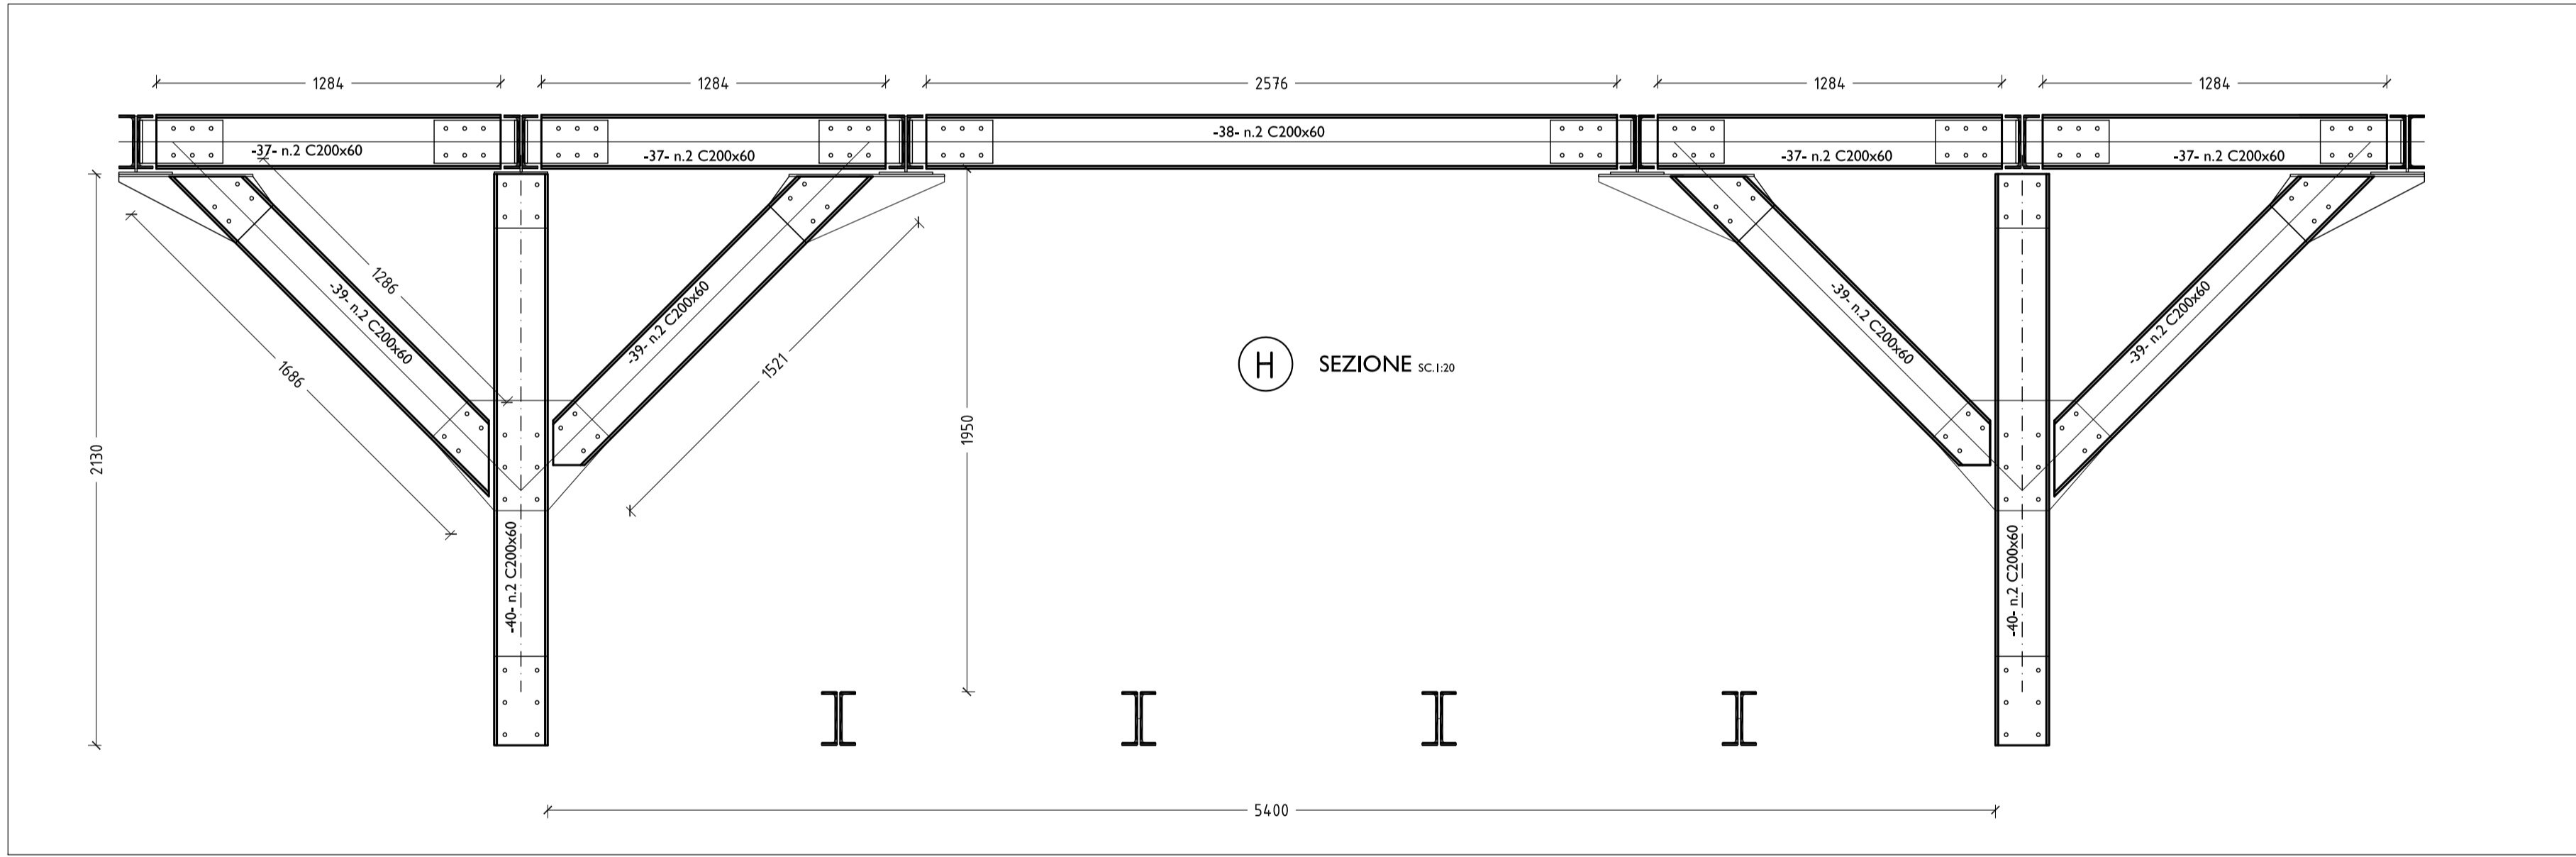 1284
1284
2576
1284
1284
-37- n.2 C200x60
-37- n.2 C200x60
-38- n.2 C200x60
-37- n.2 C200x60
-37- n.2 C200x60
1286
-39- n.2 C200x60
1686
-39- n.2 C200x60
1521
H
SEZIONE SC.1:20
-39- n.2 C200x60
-39- n.2 C200x60
2130
1950
-40- n.2 C200x60
-40- n.2 C200x60
5400